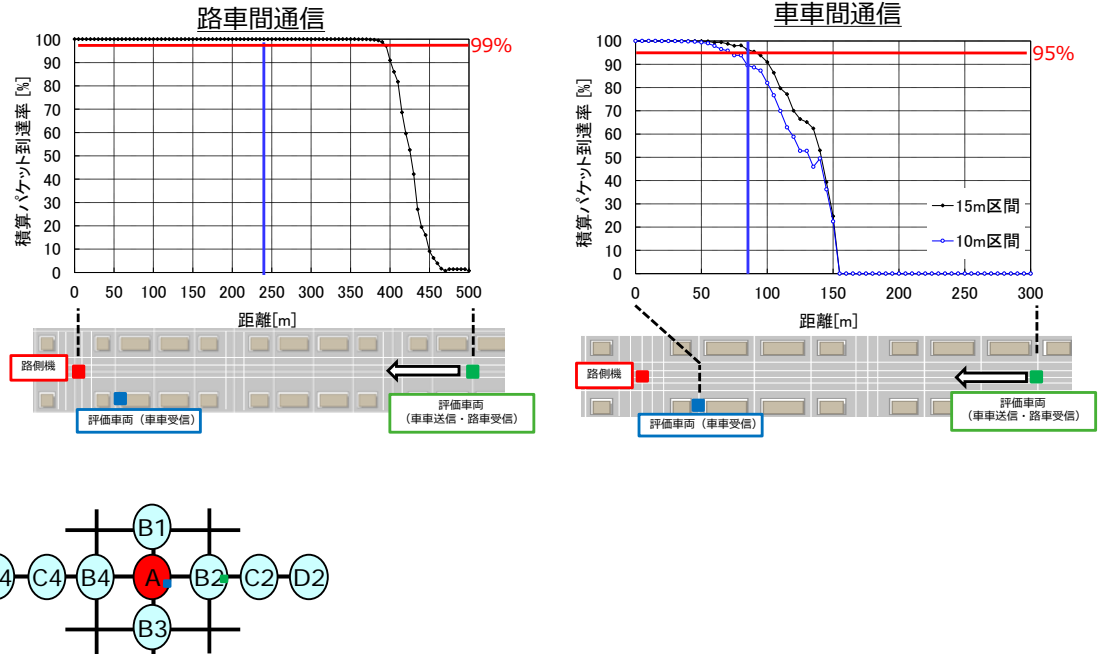 路車間通信
積算パケット到達率 [%]
100
90
80
70
60
50
40
30
20
10
0
99%
0 50 100 150 200 250 300 350 400 450 500
距離[m]
路側機
評価車両（車車受信）
評価車両
（車車送信・路車受信）
車車間通信
積算パケット到達率 [%]
100
90
80
70
60
50
40
30
20
10
0
95%
15m区間
10m区間
0 50 100 150 200 250 300
距離[m]
路側機
評価車両（車車受信）
評価車両
（車車送信・路車受信）
B1
4 C4 B4 A B2 C2 D2
B3